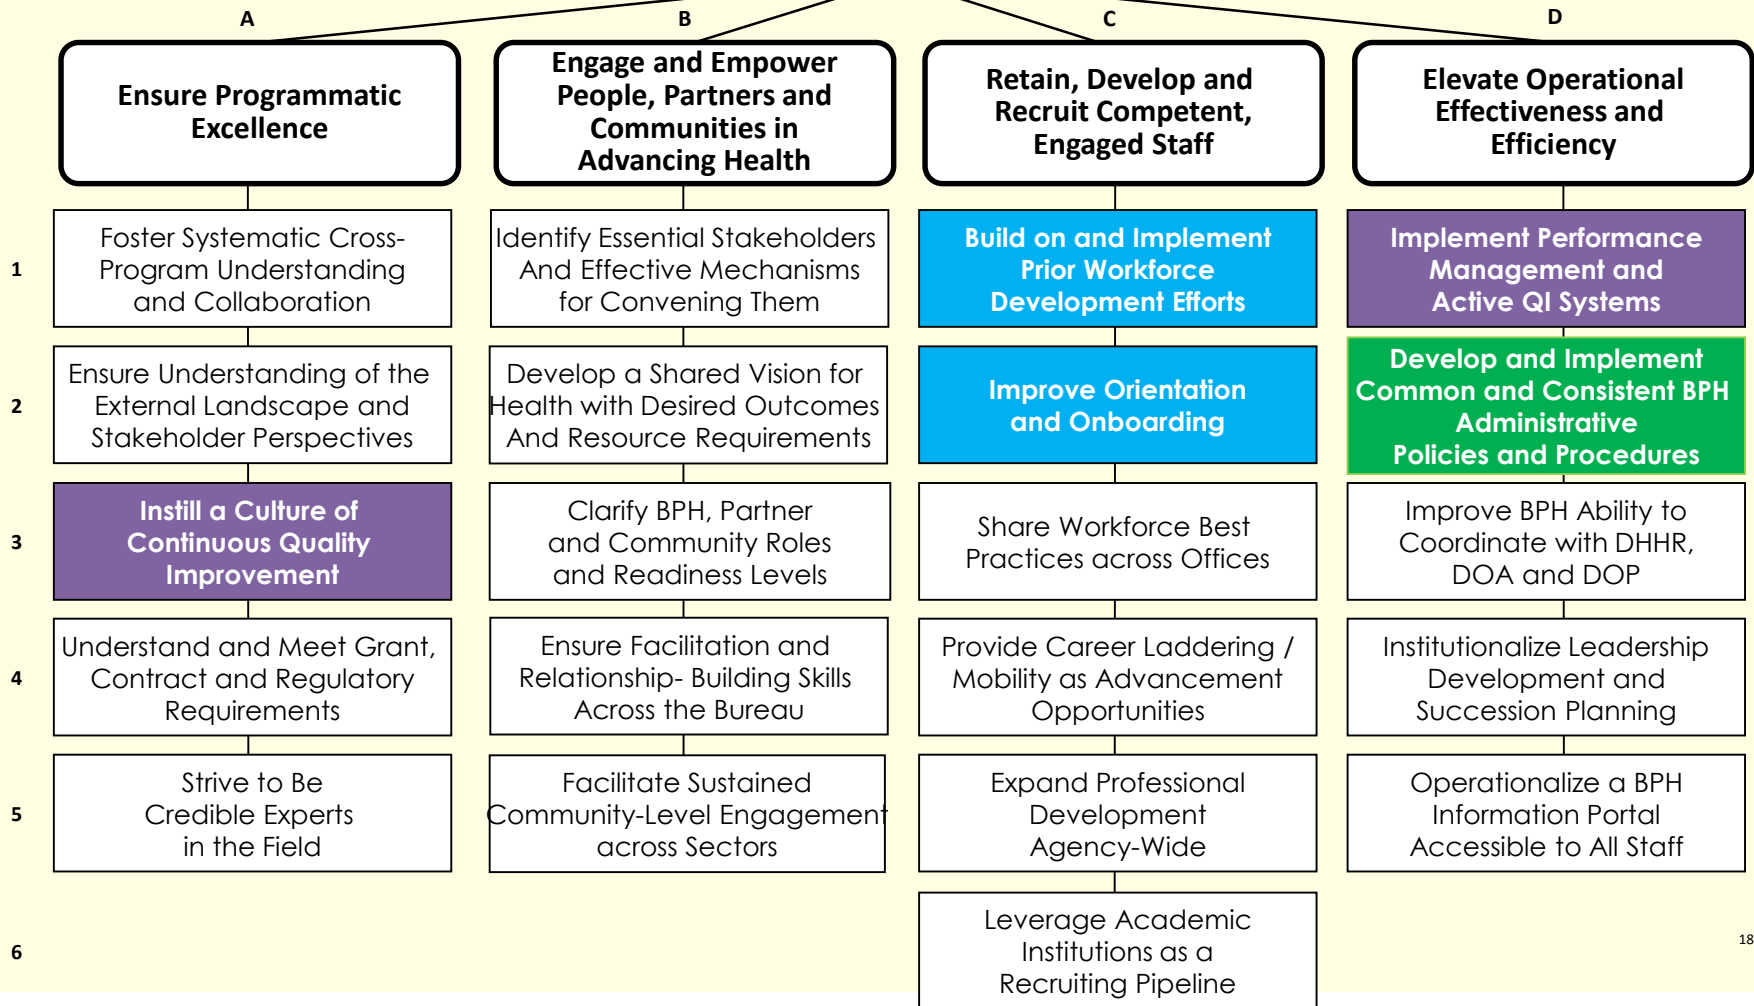 A
B
C
D
Ensure Programmatic
Excellence
Engage and Empower
People, Partners and
Communities in
Advancing Health
Retain, Develop and
Recruit Competent,
Engaged Staff
Elevate Operational
Effectiveness and
Efficiency
1
Foster Systematic Cross-
Program Understanding
and Collaboration
Identify Essential Stakeholders
And Effective Mechanisms
for Convening Them
Build on and Implement
Prior Workforce
Development Efforts
Implement Performance
Management and
Active QI Systems
2
Ensure Understanding of the
External Landscape and
Stakeholder Perspectives
Develop a Shared Vision for
Health with Desired Outcomes
And Resource Requirements
Improve Orientation
and Onboarding
Develop and Implement
Common and Consistent BPH
Administrative
Policies and Procedures
3
Instill a Culture of
Continuous Quality
Improvement
Clarify BPH, Partner
and Community Roles
and Readiness Levels
Share Workforce Best
Practices across Offices
Improve BPH Ability to
Coordinate with DHHR,
DOA and DOP
4
Understand and Meet Grant,
Contract and Regulatory
Requirements
Ensure Facilitation and
Relationship- Building Skills
Across the Bureau
Provide Career Laddering /
Mobility as Advancement
Opportunities
Institutionalize Leadership
Development and
Succession Planning
5
Strive to Be
Credible Experts
in the Field
Facilitate Sustained
Community-Level Engagement
across Sectors
Expand Professional
Development
Agency-Wide
Operationalize a BPH
Information Portal
Accessible to All Staff
6
Leverage Academic
Institutions as a
Recruiting Pipeline
18